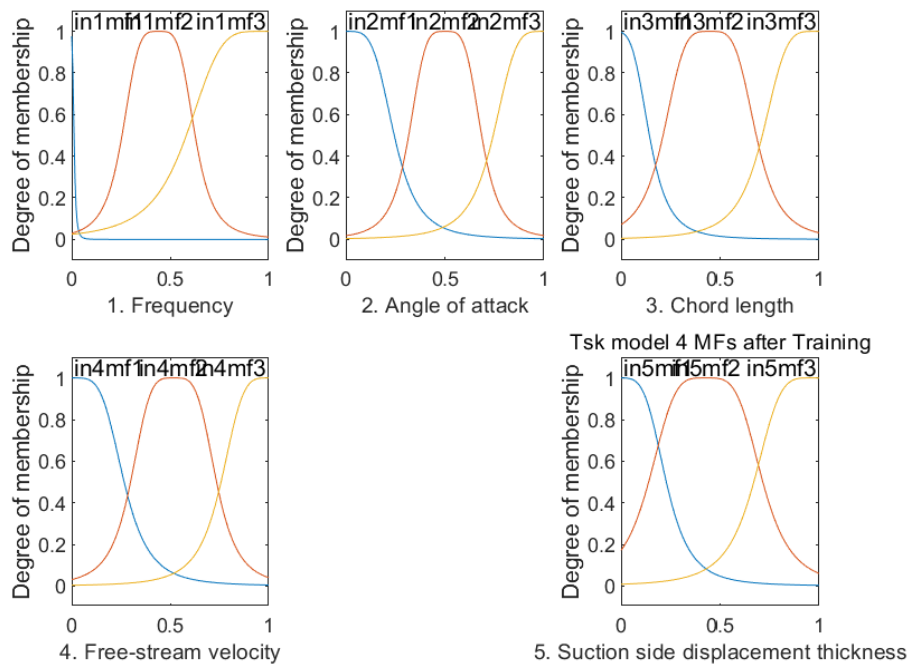 in1mf1 in1mf2 in1mf3
in2mf1 in2mf2 in2mf3
in3mf1 in3mf2 in3mf3
Degree of membership
1
0.8
0.6
0.4
0.2
0
0 0.5 1
1. Frequency
Degree of membership
1
0.8
0.6
0.4
0.2
0
0 0.5 1
2. Angle of attack
Degree of membership
1
0.8
0.6
0.4
0.2
0
0 0.5 1
3. Chord length
Tsk model 4 MFs after Training
in4mf1 in4mf2 in4mf3
in5mf1 in5mf2 in5mf3
Degree of membership
1
0.8
0.6
0.4
0.2
0
0 0.5 1
4. Free-stream velocity
Degree of membership
1
0.8
0.6
0.4
0.2
0
0 0.5 1
5. Suction side displacement thickness